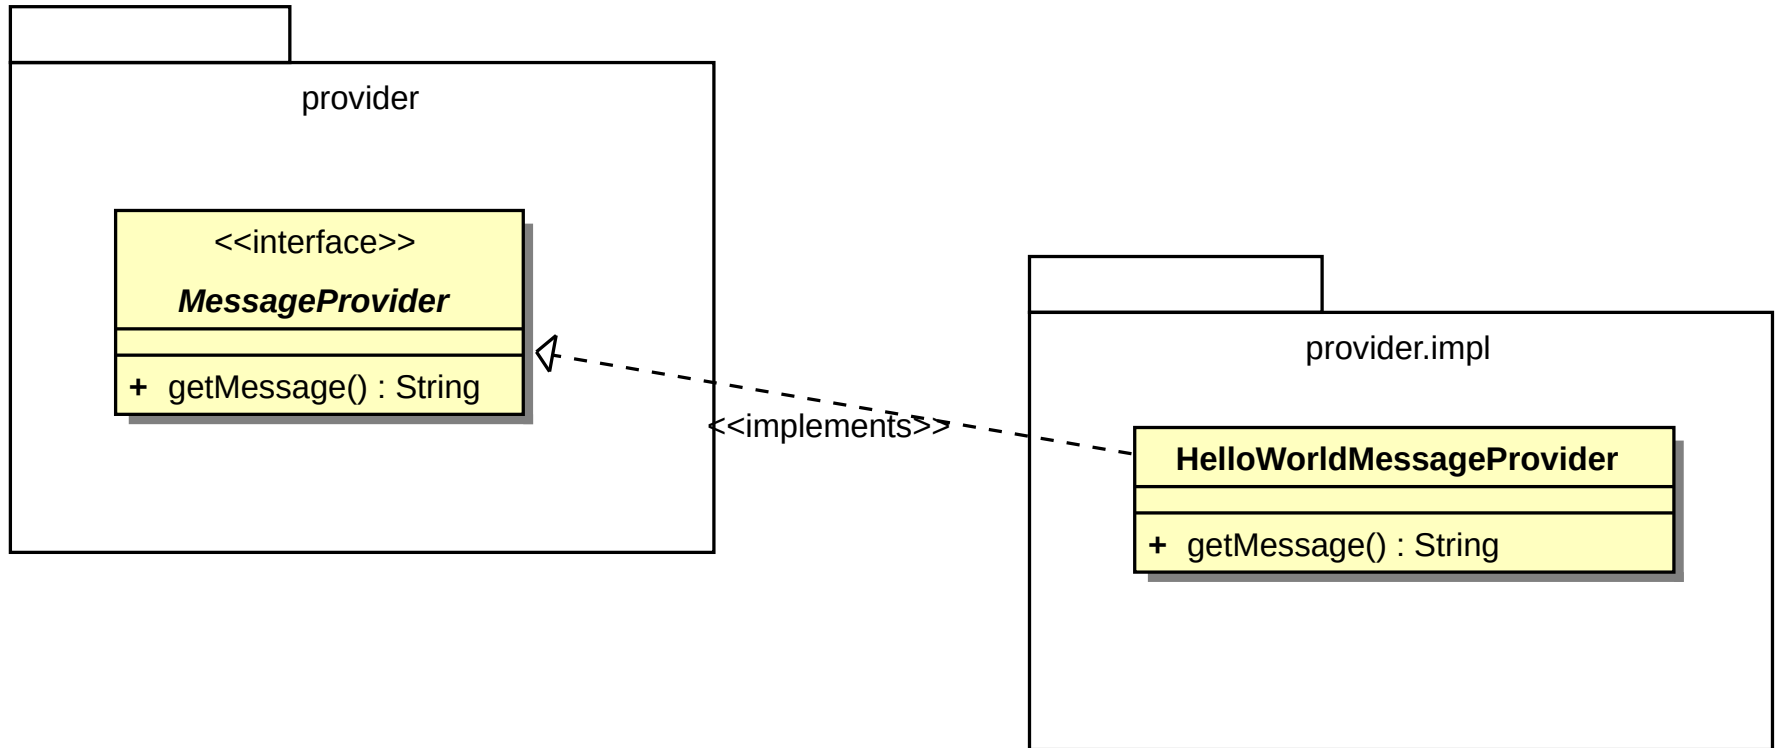 provider
<<interface>>
MessageProvider
+ getMessage() : String
<<implements>>
provider.impl
HelloWorldMessageProvider
+ getMessage() : String